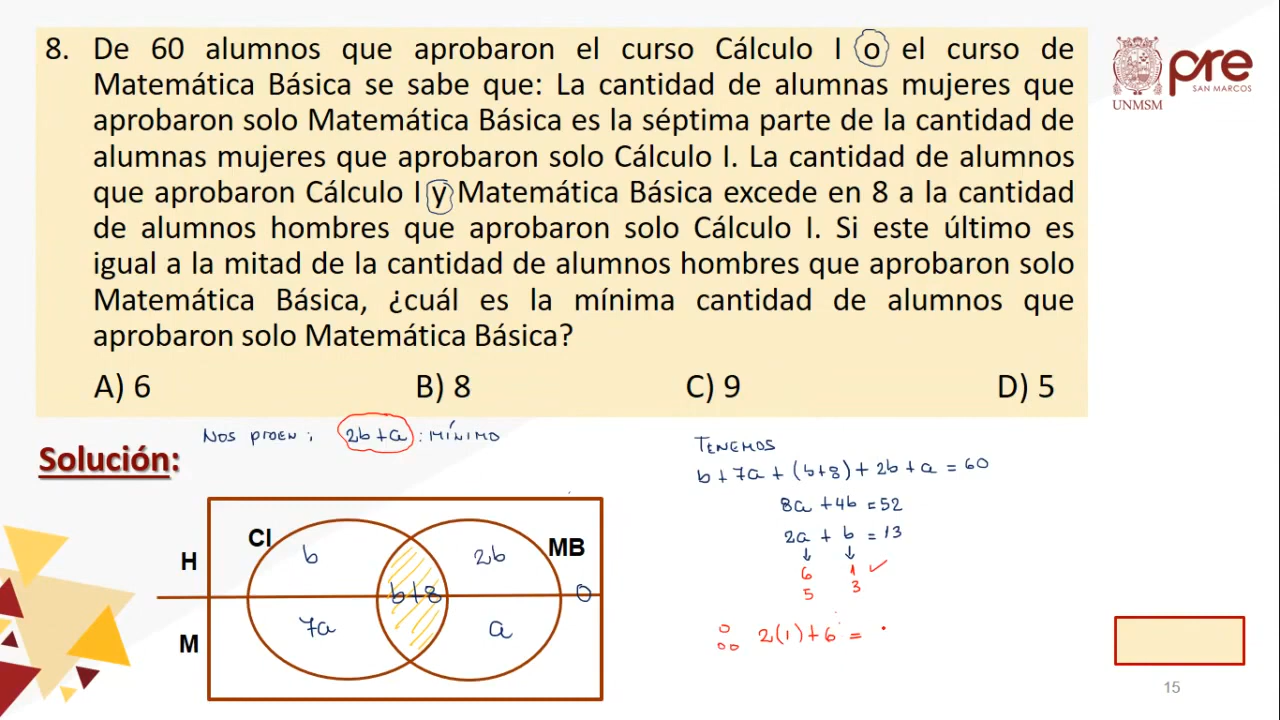 8. De 60 alumnos que aprobaron el curso Cálculo I o el curso de
Matemática Básica se sabe que: La cantidad de alumnas mujeres que
aprobaron solo Matemática Básica es la séptima parte de la cantidad de
alumnas mujeres que aprobaron solo Cálculo I. La cantidad de alumnos
que aprobaron Cálculo I y Matemática Básica excede en 8 a la cantidad
de alumnos hombres que aprobaron solo Cálculo I. Si este último es
igual a la mitad de la cantidad de alumnos hombres que aprobaron solo
Matemática Básica, ¿cuál es la mínima cantidad de alumnos que
aprobaron solo Matemática Básica?
A) 6 B) 8 C) 9 D) 5
UNMSM
pre
SAN MARCOS
Solución:
NOS PIDEN : 2b+a : MÍNIMO
H
M
CI
MB
b
2b
b+8
7a
a
0
TENEMOS
b + 7a + (b+8) + 2b + a = 60
8a + 4b = 52
2a + b = 13
↓ ↓
6 1 ✓
5 3
∴ 2(1)+6 =
15